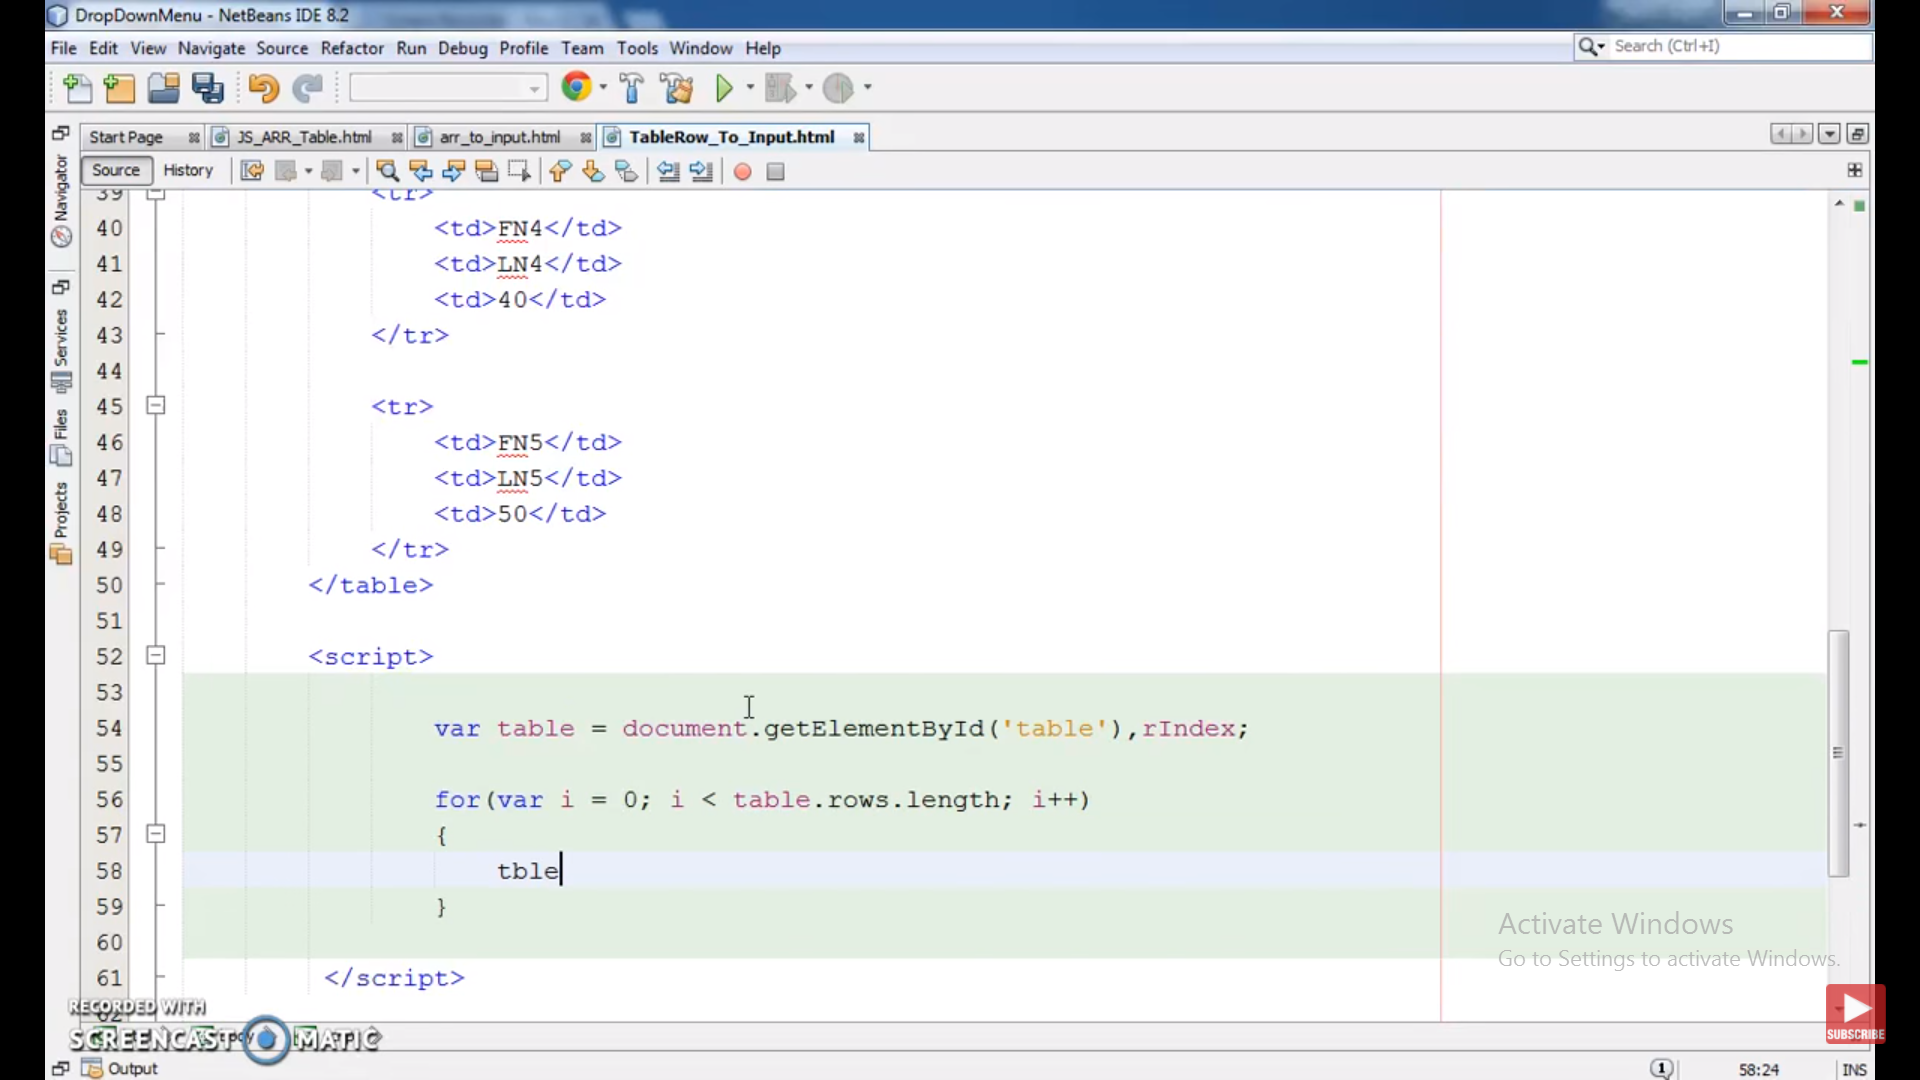 DropDownMenu - NetBeans IDE 8.2
File Edit View Navigate Source Refactor Run Debug Profile Team Tools Window Help
Search (Ctrl+I)
Start Page JS_ARR_Table.html arr_to_input.html TableRow_To_Input.html
Source History
Navigator
Services
Files
Projects
39 <tr>
40 <td>FN4</td>
41 <td>LN4</td>
42 <td>40</td>
43 </tr>
44
45 <tr>
46 <td>FN5</td>
47 <td>LN5</td>
48 <td>50</td>
49 </tr>
50 </table>
51
52 <script>
53
54 var table = document.getElementById('table'),rIndex;
55
56 for(var i = 0; i < table.rows.length; i++)
57 {
58 tble
59 }
60
61 </script>
62
Activate Windows
Go to Settings to activate Windows.
SUBSCRIBE
RECORDED WITH
SCREENCAST MATIC
Output
1 58:24 INS